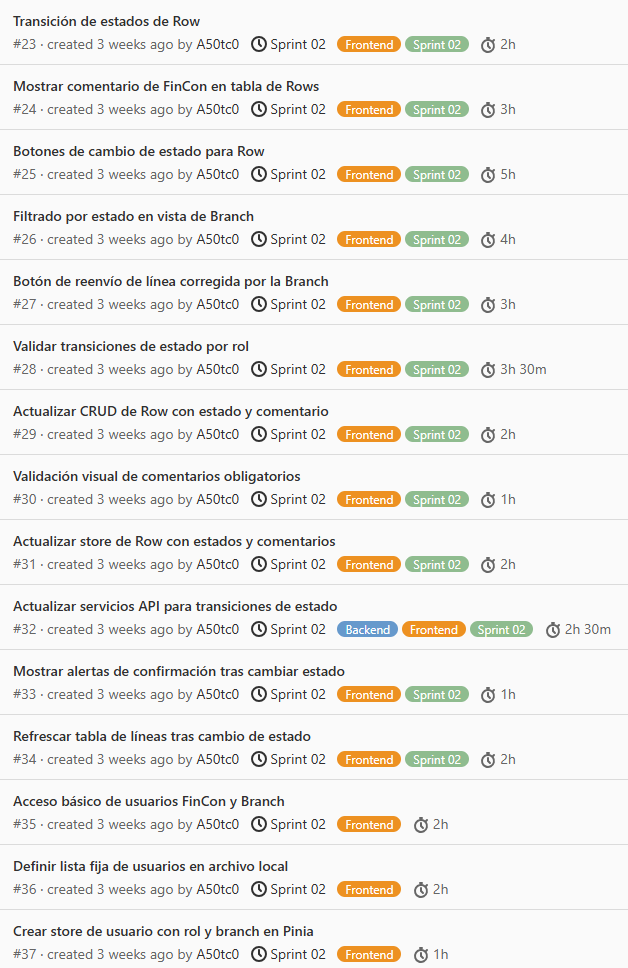 Transición de estados de Row
#23 · created 3 weeks ago by A50tc0 Sprint 02 Frontend Sprint 02 2h
Mostrar comentario de FinCon en tabla de Rows
#24 · created 3 weeks ago by A50tc0 Sprint 02 Frontend Sprint 02 3h
Botones de cambio de estado para Row
#25 · created 3 weeks ago by A50tc0 Sprint 02 Frontend Sprint 02 5h
Filtrado por estado en vista de Branch
#26 · created 3 weeks ago by A50tc0 Sprint 02 Frontend Sprint 02 4h
Botón de reenvío de línea corregida por la Branch
#27 · created 3 weeks ago by A50tc0 Sprint 02 Frontend Sprint 02 3h
Validar transiciones de estado por rol
#28 · created 3 weeks ago by A50tc0 Sprint 02 Frontend Sprint 02 3h 30m
Actualizar CRUD de Row con estado y comentario
#29 · created 3 weeks ago by A50tc0 Sprint 02 Frontend Sprint 02 2h
Validación visual de comentarios obligatorios
#30 · created 3 weeks ago by A50tc0 Sprint 02 Frontend Sprint 02 1h
Actualizar store de Row con estados y comentarios
#31 · created 3 weeks ago by A50tc0 Sprint 02 Frontend Sprint 02 2h
Actualizar servicios API para transiciones de estado
#32 · created 3 weeks ago by A50tc0 Sprint 02 Backend Frontend Sprint 02 2h 30m
Mostrar alertas de confirmación tras cambiar estado
#33 · created 3 weeks ago by A50tc0 Sprint 02 Frontend Sprint 02 1h
Refrescar tabla de líneas tras cambio de estado
#34 · created 3 weeks ago by A50tc0 Sprint 02 Frontend Sprint 02 2h
Acceso básico de usuarios FinCon y Branch
#35 · created 3 weeks ago by A50tc0 Sprint 02 Frontend 2h
Definir lista fija de usuarios en archivo local
#36 · created 3 weeks ago by A50tc0 Sprint 02 Frontend 2h
Crear store de usuario con rol y branch en Pinia
#37 · created 3 weeks ago by A50tc0 Sprint 02 Frontend 1h